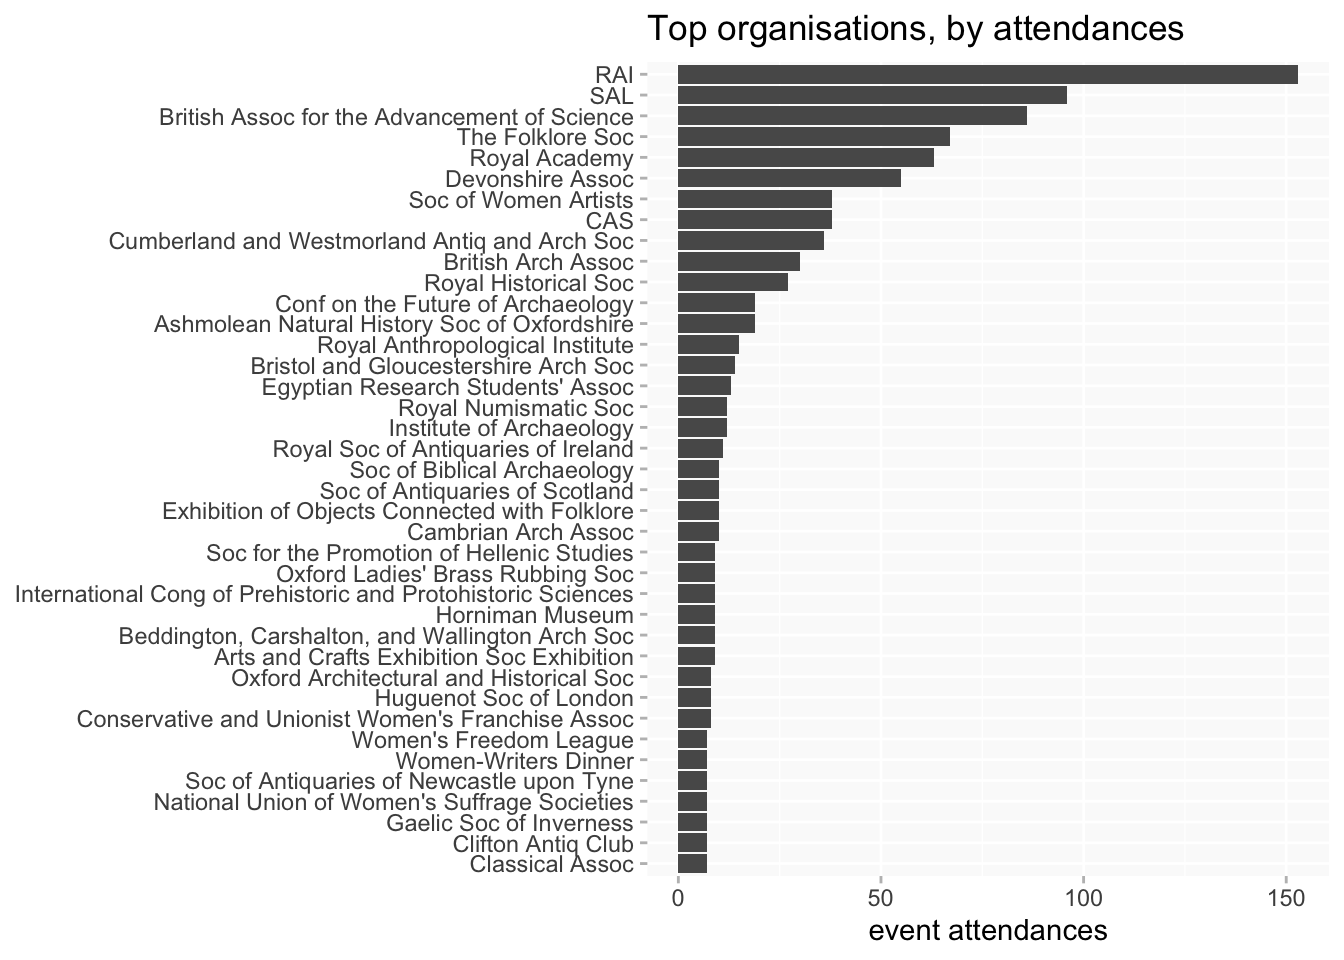 Top organisations, by attendances
RAI
SAL
British Assoc for the Advancement of Science
The Folklore Soc
Royal Academy
Devonshire Assoc
Soc of Women Artists
CAS
Cumberland and Westmorland Antiq and Arch Soc
British Arch Assoc
Royal Historical Soc
Conf on the Future of Archaeology
Ashmolean Natural History Soc of Oxfordshire
Royal Anthropological Institute
Bristol and Gloucestershire Arch Soc
Egyptian Research Students' Assoc
Royal Numismatic Soc
Institute of Archaeology
Royal Soc of Antiquaries of Ireland
Soc of Biblical Archaeology
Soc of Antiquaries of Scotland
Exhibition of Objects Connected with Folklore
Cambrian Arch Assoc
Soc for the Promotion of Hellenic Studies
Oxford Ladies' Brass Rubbing Soc
International Cong of Prehistoric and Protohistoric Sciences
Horniman Museum
Beddington, Carshalton, and Wallington Arch Soc
Arts and Crafts Exhibition Soc Exhibition
Oxford Architectural and Historical Soc
Huguenot Soc of London
Conservative and Unionist Women's Franchise Assoc
Women's Freedom League
Women-Writers Dinner
Soc of Antiquaries of Newcastle upon Tyne
National Union of Women's Suffrage Societies
Gaelic Soc of Inverness
Clifton Antiq Club
Classical Assoc
0 50 100 150
event attendances